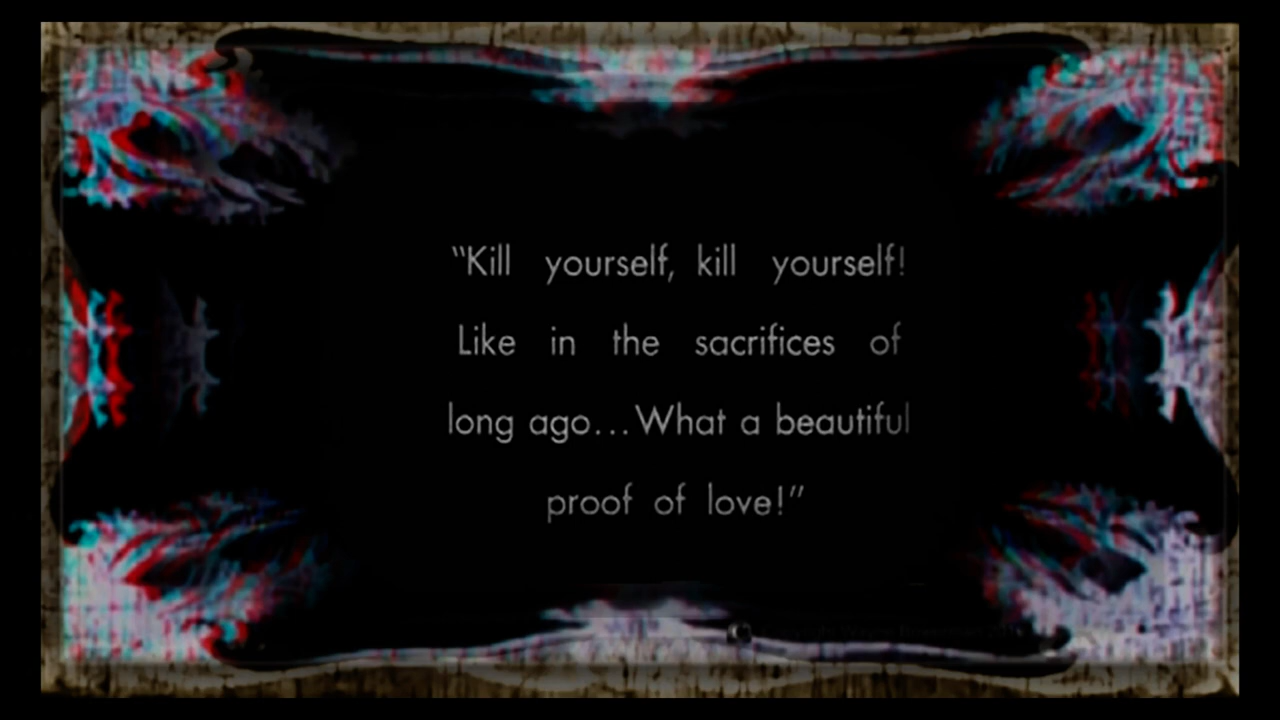 “Kill yourself, kill yourself!
Like in the sacrifices of
long ago...What a beautiful
proof of love!”